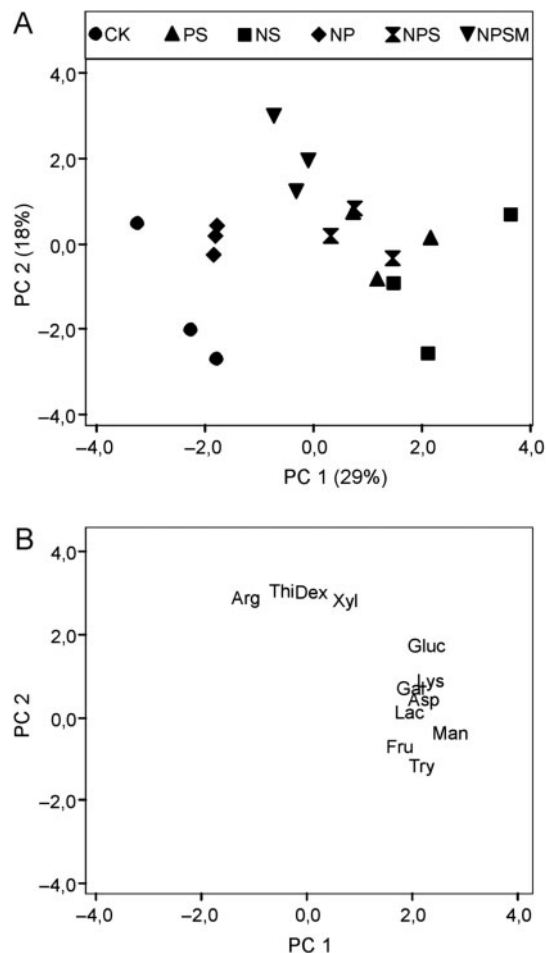 A
CK PS NS NP NPS NPSM
4,0
2,0
0,0
−2,0
−4,0
PC 2 (18%)
−4,0 −2,0 0,0 2,0 4,0
PC 1 (29%)
B
4,0
2,0
0,0
−2,0
−4,0
PC 2
Arg Thi Dex Xyl
Gluc
Lys
Gal
Asp
Lac
Man
Fru
Try
−4,0 −2,0 0,0 2,0 4,0
PC 1